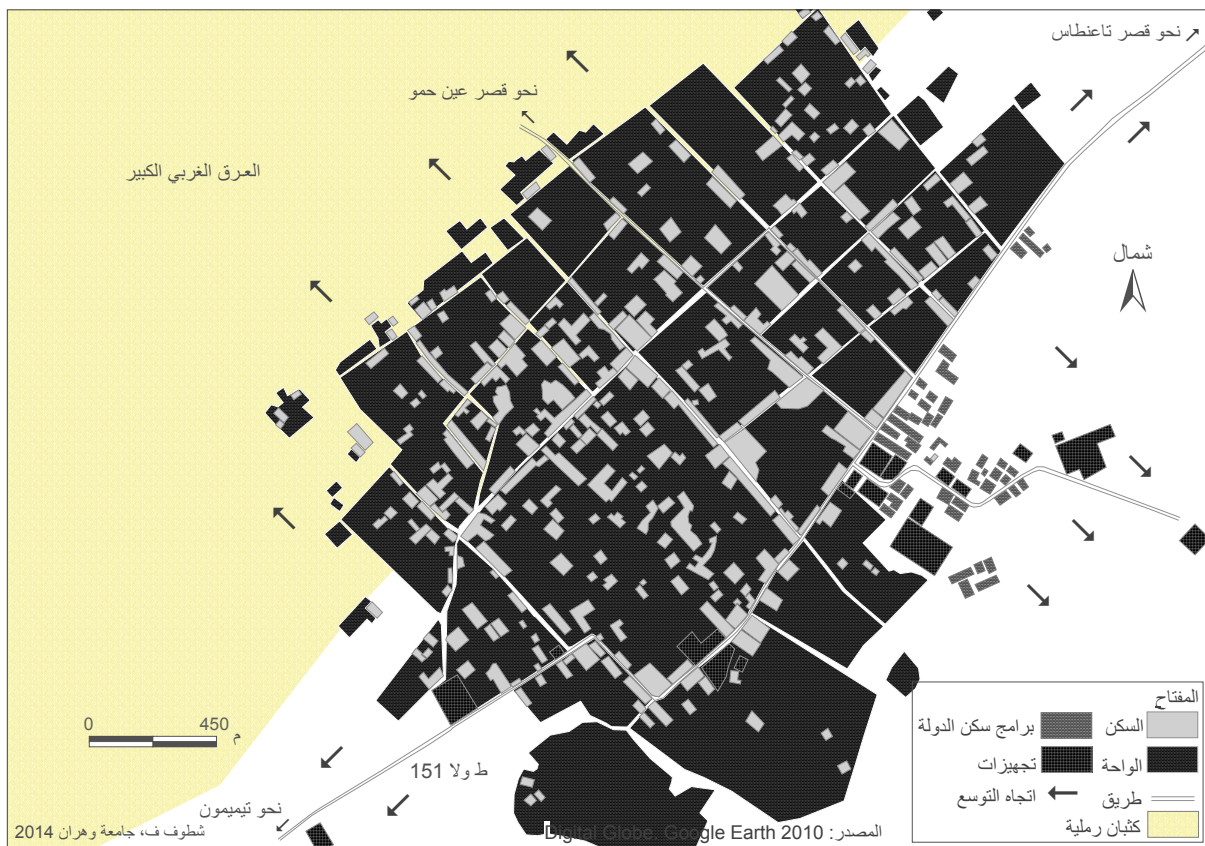 نحو قصر تاعنطاس
نحو قصر عين حمو
العرق الغربي الكبير
شمال
المفتاح
السكن
برامج سكن الدولة
الواحة
تجهيزات
طريق
اتجاه التوسع
كثبان رملية
0 450
م
ط ولا 151
نحو تيميمون
شطوف ف، جامعة وهران 2014
المصدر: Digital Globe. Google Earth 2010